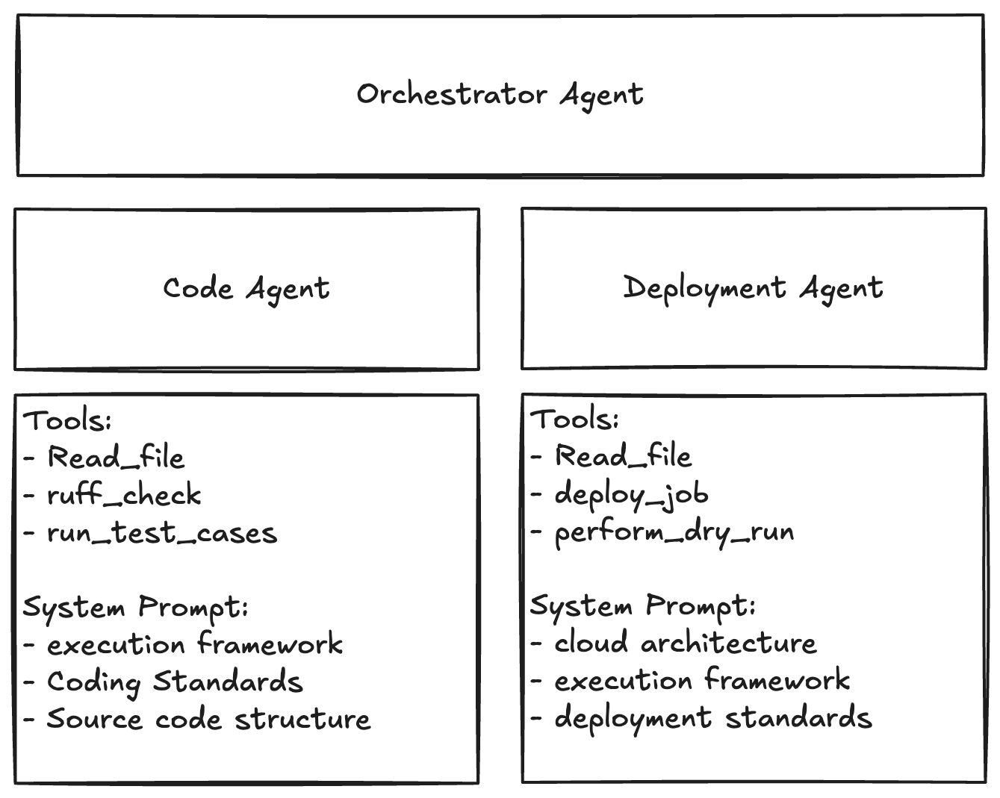 Orchestrator Agent
Code Agent
Deployment Agent
Tools:
- Read_file
- ruff_check
- run_test_cases
System Prompt:
- execution framework
- Coding Standards
- Source code structure
Tools:
- Read_file
- deploy_job
- perform_dry_run
System Prompt:
- cloud architecture
- execution framework
- deployment standards